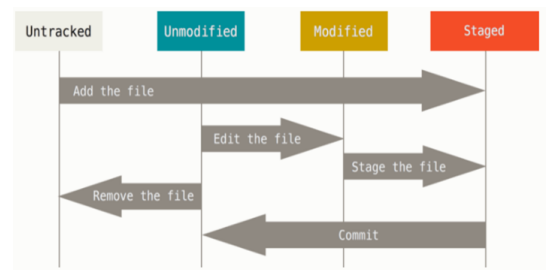 Untracked
Unmodified
Modified
Staged
Add the file
Edit the file
Stage the file
Remove the file
Commit